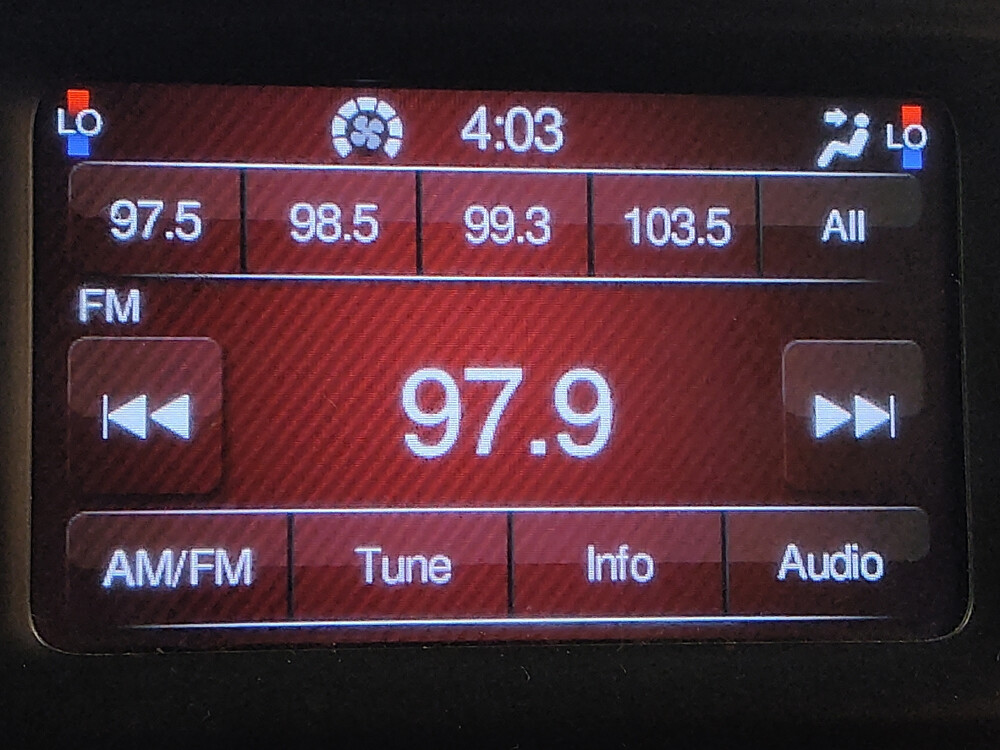 LO 4:03 LO
97.5 98.5 99.3 103.5 All
FM
97.9
AM/FM Tune Info Audio